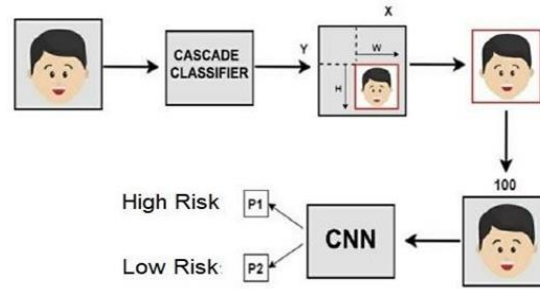 X
CASCADE
CLASSIFIER
Y
W
H
100
High Risk
P1
CNN
Low Risk:
P2